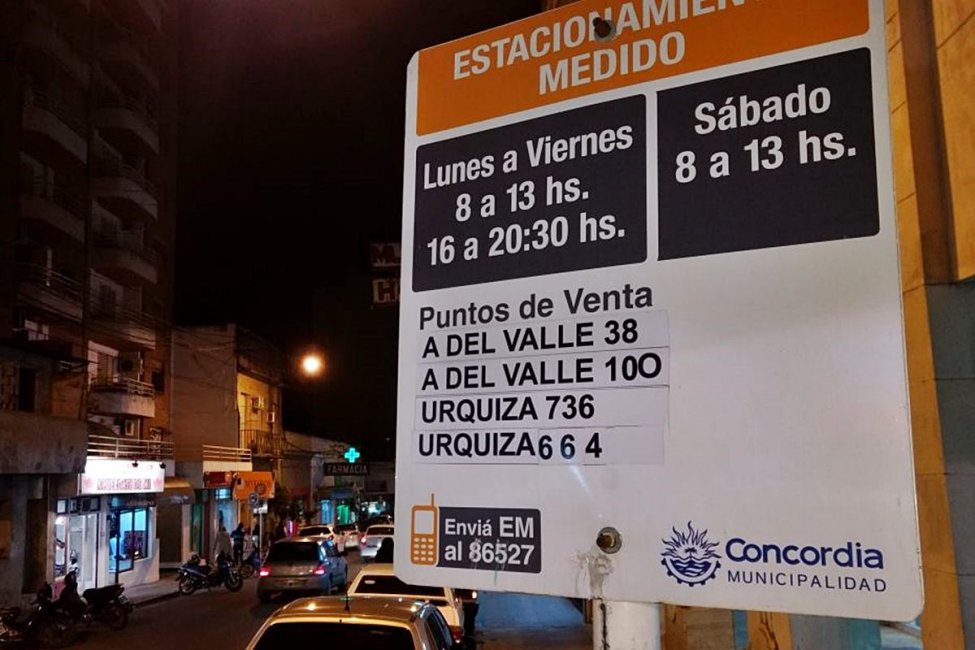 ESTACIONAMIENTO
MEDIDO
Lunes a Viernes
8 a 13 hs.
16 a 20:30 hs.
Sábado
8 a 13 hs.
Puntos de Venta
A DEL VALLE 38
A DEL VALLE 100
URQUIZA 736
URQUIZA 664
Enviá EM
al 86527
Concordia
MUNICIPALIDAD
FARMACIA